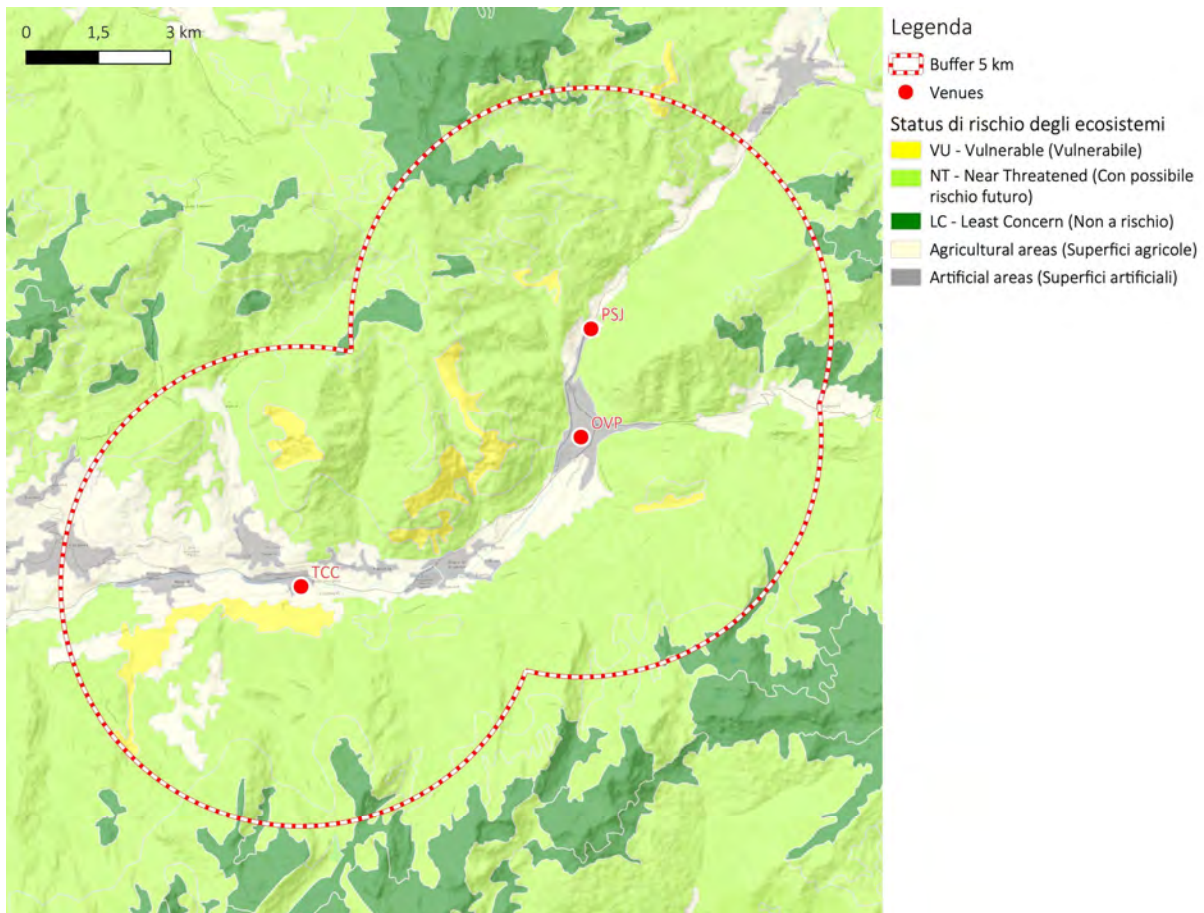 0 1,5 3 km
PSJ
OVP
TCC
Legenda
Buffer 5 km
Venues
Status di rischio degli ecosistemi
VU - Vulnerable (Vulnerabile)
NT - Near Threatened (Con possibile
rischio futuro)
LC - Least Concern (Non a rischio)
Agricultural areas (Superfici agricole)
Artificial areas (Superfici artificiali)